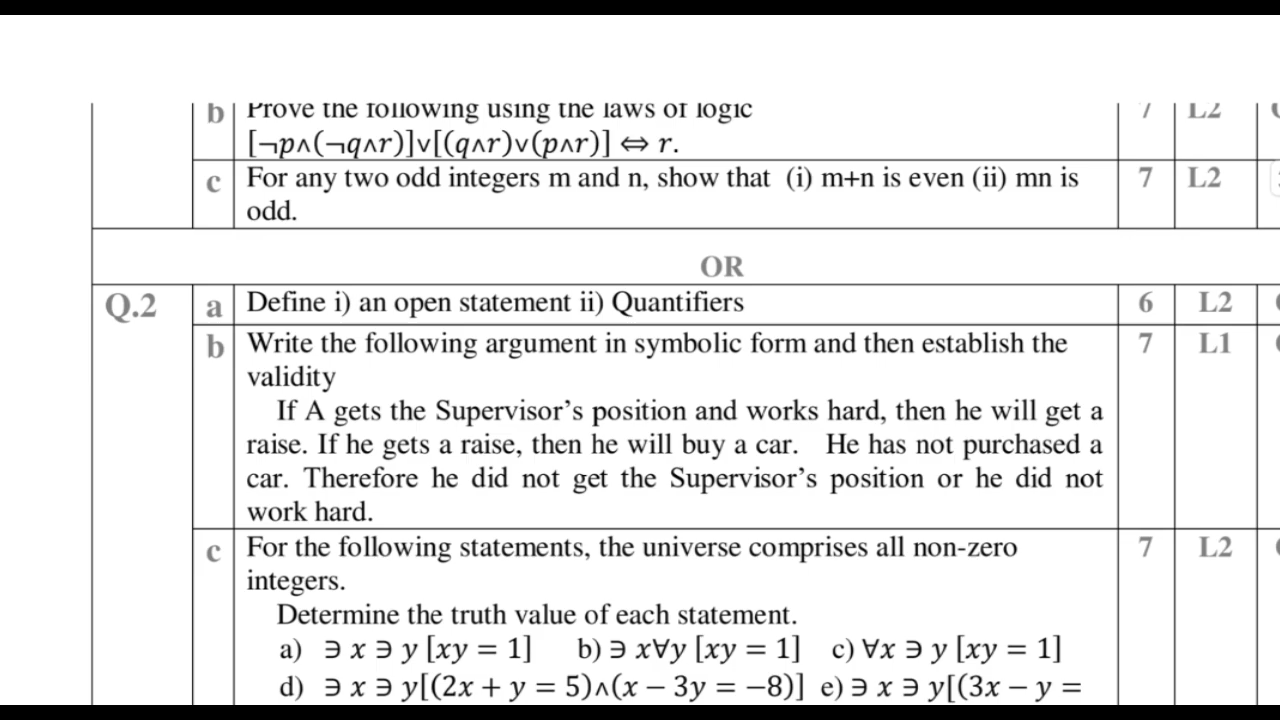 b Prove the following using the laws of logic 7 L2
[¬p∧(¬q∧r)]∨[(q∧r)∨(p∧r)] ⇔ r.
c For any two odd integers m and n, show that (i) m+n is even (ii) mn is 7 L2
odd.
OR
Q.2 a Define i) an open statement ii) Quantifiers 6 L2
b Write the following argument in symbolic form and then establish the 7 L1
validity
If A gets the Supervisor’s position and works hard, then he will get a
raise. If he gets a raise, then he will buy a car. He has not purchased a
car. Therefore he did not get the Supervisor’s position or he did not
work hard.
c For the following statements, the universe comprises all non-zero 7 L2
integers.
Determine the truth value of each statement.
a) ∋ x ∋ y [xy = 1] b) ∋ x∀y [xy = 1] c) ∀x ∋ y [xy = 1]
d) ∋ x ∋ y[(2x + y = 5)∧(x − 3y = −8)] e) ∋ x ∋ y[(3x − y =